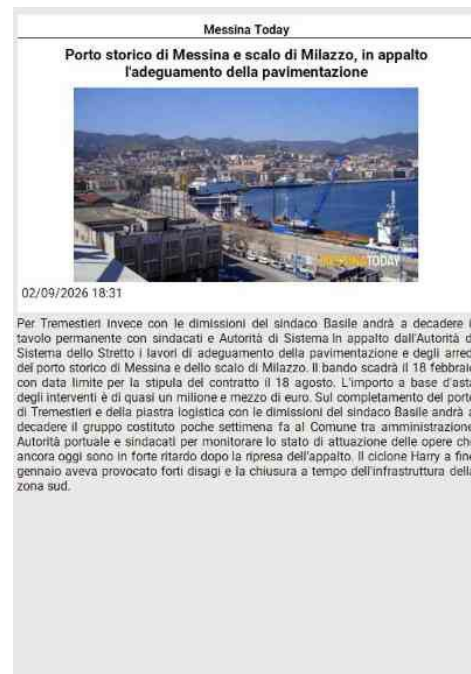 Messina Today
Porto storico di Messina e scalo di Milazzo, in appalto
l'adeguamento della pavimentazione
MESSINATODAY
02/09/2026 18:31
Per Tremestieri invece con le dimissioni del sindaco Basile andrà a decadere i
tavolo permanente con sindacati e Autorità di Sistema In appalto dall'Autorità d
Sistema dello Stretto i lavori di adeguamento della pavimentazione e degli arred
del porto storico di Messina e dello scalo di Milazzo. Il bando scadrà il 18 febbraio
con data limite per la stipula del contratto il 18 agosto. L'importo a base d'asta
degli interventi è di quasi un milione e mezzo di euro. Sul completamento del porto
di Tremestieri e della piastra logistica con le dimissioni del sindaco Basile andrà a
decadere il gruppo costituto poche settimena fa al Comune tra amministrazione
Autorità portuale e sindacati per monitorare lo stato di attuazione delle opere che
ancora oggi sono in forte ritardo dopo la ripresa dell'appalto. Il ciclone Harry a fine
gennaio aveva provocato forti disagi e la chiusura a tempo dell'infrastruttura della
zona sud.